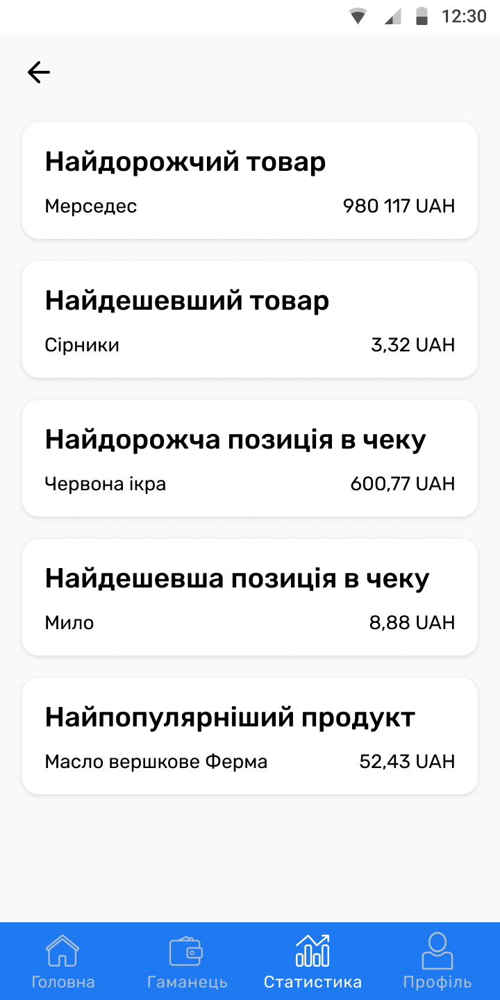 12:30
Найдорожчий товар
Мерседес 980 117 UAH
Найдешевший товар
Сірники 3,32 UAH
Найдорожча позиція в чеку
Червона ікра 600,77 UAH
Найдешевша позиція в чеку
Мило 8,88 UAH
Найпопулярніший продукт
Масло вершкове Ферма 52,43 UAH
Головна Гаманець Статистика Профіль